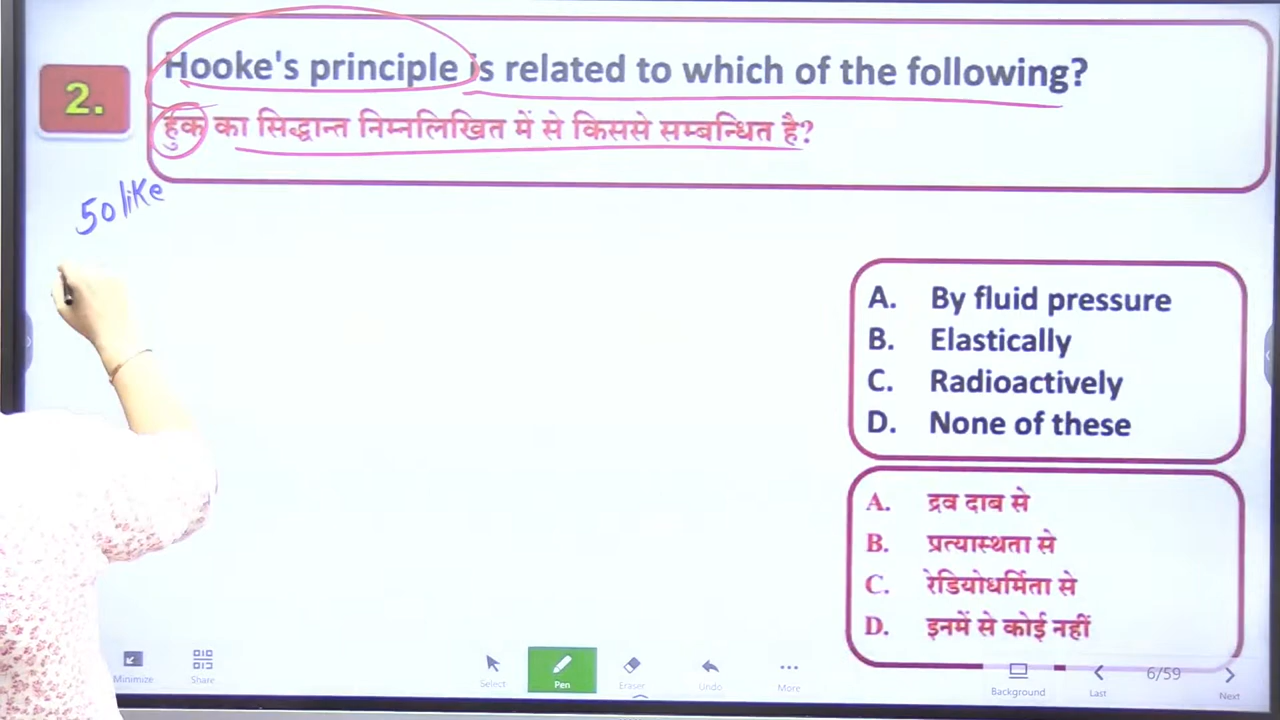 2.
Hooke's principle is related to which of the following?
हुक का सिद्धान्त निम्नलिखित में से किससे सम्बन्धित है?
50 like
A. By fluid pressure
B. Elastically
C. Radioactively
D. None of these
A. द्रव दाब से
B. प्रत्यास्थता से
C. रेडियोधर्मिता से
D. इनमें से कोई नहीं
Minimize Share Select Pen Eraser Undo More Background Last 6/59 Next